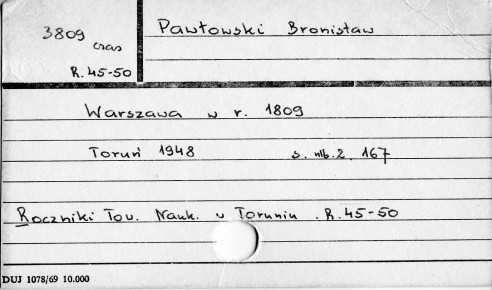 3809
czas
R. 45-50
Pawłowski Bronisław
Warszawa w r. 1809
Toruń 1948 s. nlb. 2, 167
Roczniki Tow. Nauk. w Toruniu. R. 45-50
DUJ 1078/69 10.000